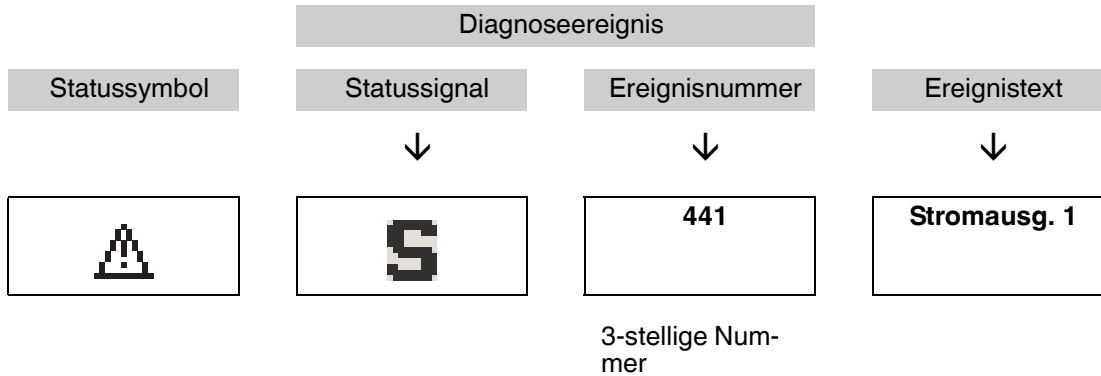 Diagnoseereignis
Statussymbol Statussignal Ereignisnummer Ereignistext
S 441 Stromausg. 1
3-stellige Num-
mer